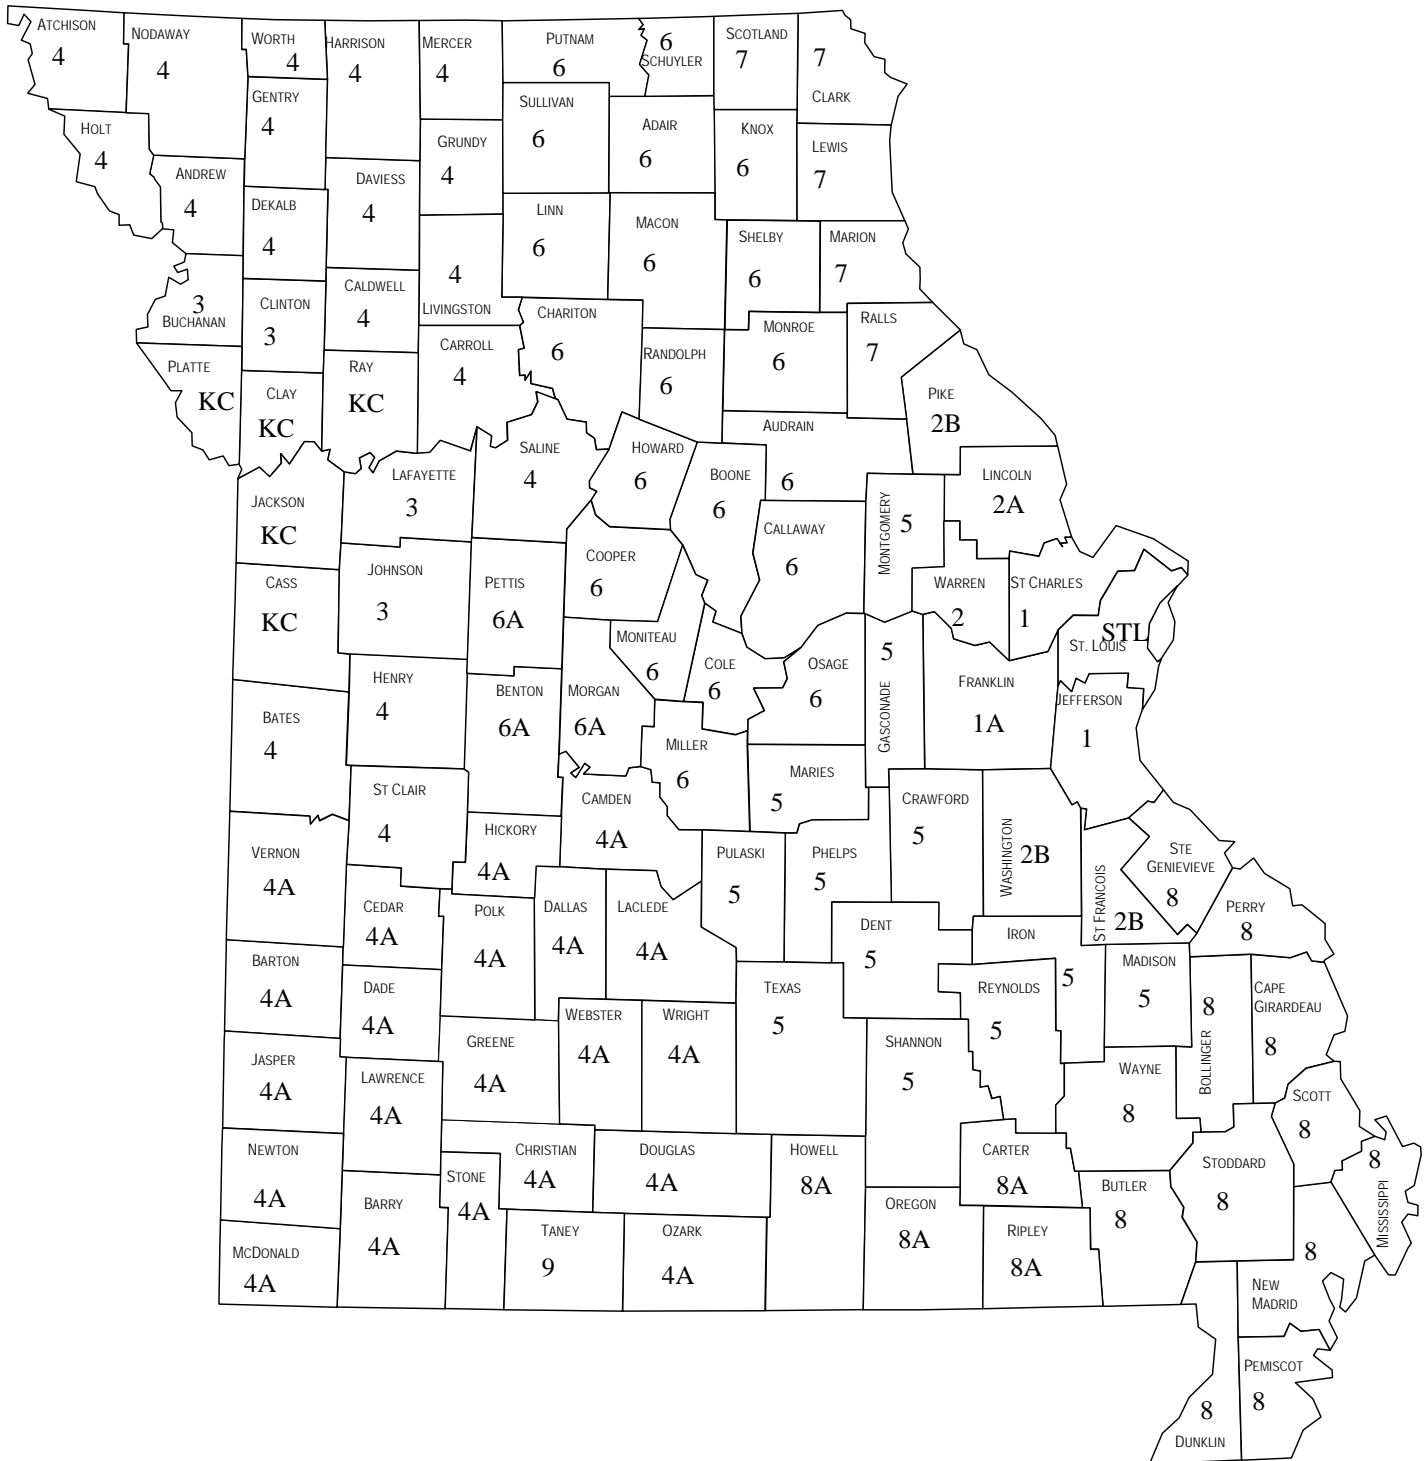 ATCHISON
4
NODAWAY
4
WORTH
4
HARRISON
4
MERCER
4
PUTNAM
6
6
SCHUYLER
SCOTLAND
7
7
CLARK
HOLT
4
GENTRY
4
GRUNDY
4
SULLIVAN
6
ADAIR
6
KNOX
6
LEWIS
7
ANDREW
4
DEKALB
4
DAVIESS
4
4
LIVINGSTON
LINN
6
MACON
6
SHELBY
6
MARION
7
3
BUCHANAN
CLINTON
3
CALDWELL
4
CHARITON
6
MONROE
6
RALLS
7
PLATTE
KC
CLAY
KC
RAY
KC
CARROLL
4
RANDOLPH
6
PIKE
2B
AUDRAIN
6
JACKSON
KC
LAFAYETTE
3
SALINE
4
HOWARD
6
BOONE
6
CALLAWAY
6
MONTGOMERY
5
LINCOLN
2A
CASS
KC
JOHNSON
3
PETTIS
6A
COOPER
6
MONITEAU
6
COLE
6
OSAGE
6
5
GASCONADE
WARREN
2
ST CHARLES
1
STL
ST. LOUIS
BATES
4
HENRY
4
BENTON
6A
MORGAN
6A
MILLER
6
MARIES
5
FRANKLIN
1A
JEFFERSON
1
VERNON
4A
ST CLAIR
4
HICKORY
4A
CAMDEN
4A
PULASKI
5
PHELPS
5
CRAWFORD
5
WASHINGTON
2B
ST FRANCOIS
2B
STE
GENIEVIEVE
8
PERRY
8
CEDAR
4A
POLK
4A
DALLAS
4A
LACLEDE
4A
DENT
5
IRON
5
MADISON
5
BARTON
4A
DADE
4A
TEXAS
5
REYNOLDS
5
8
BOLLINGER
CAPE
GIRARDEAU
8
JASPER
4A
LAWRENCE
4A
GREENE
4A
WEBSTER
4A
WRIGHT
4A
SHANNON
5
WAYNE
8
SCOTT
8
NEWTON
4A
BARRY
4A
STONE
4A
CHRISTIAN
4A
DOUGLAS
4A
HOWELL
8A
CARTER
8A
BUTLER
8
STODDARD
8
8
MISSISSIPPI
MCDONALD
4A
TANEY
9
OZARK
4A
OREGON
8A
RIPLEY
8A
8
NEW
MADRID
8
DUNKLIN
PEMISCOT
8